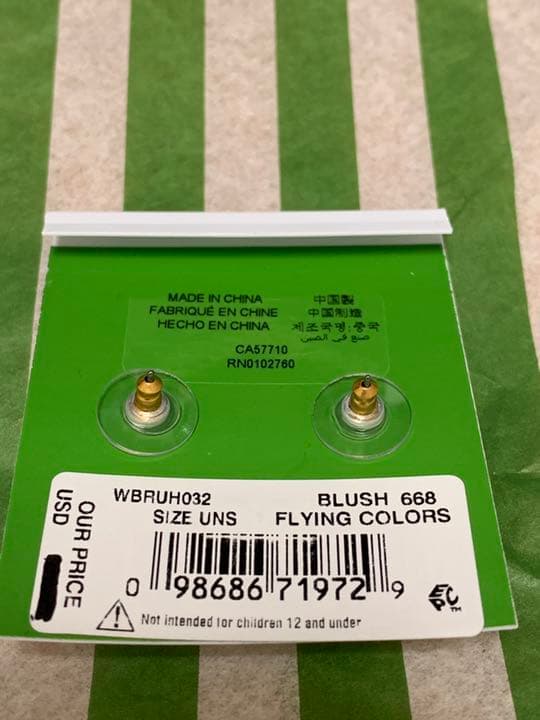 MADE IN CHINA
FABRIQUÉ EN CHINE
HECHO EN CHINA
中国製
中国制造
제조국명:중국
صنع في الصين
CA57710
RN0102760
WBRUH032
SIZE UNS
BLUSH 668
FLYING COLORS
OUR PRICE
USD
0 98686 71972 9
EPC™
Not intended for children 12 and under